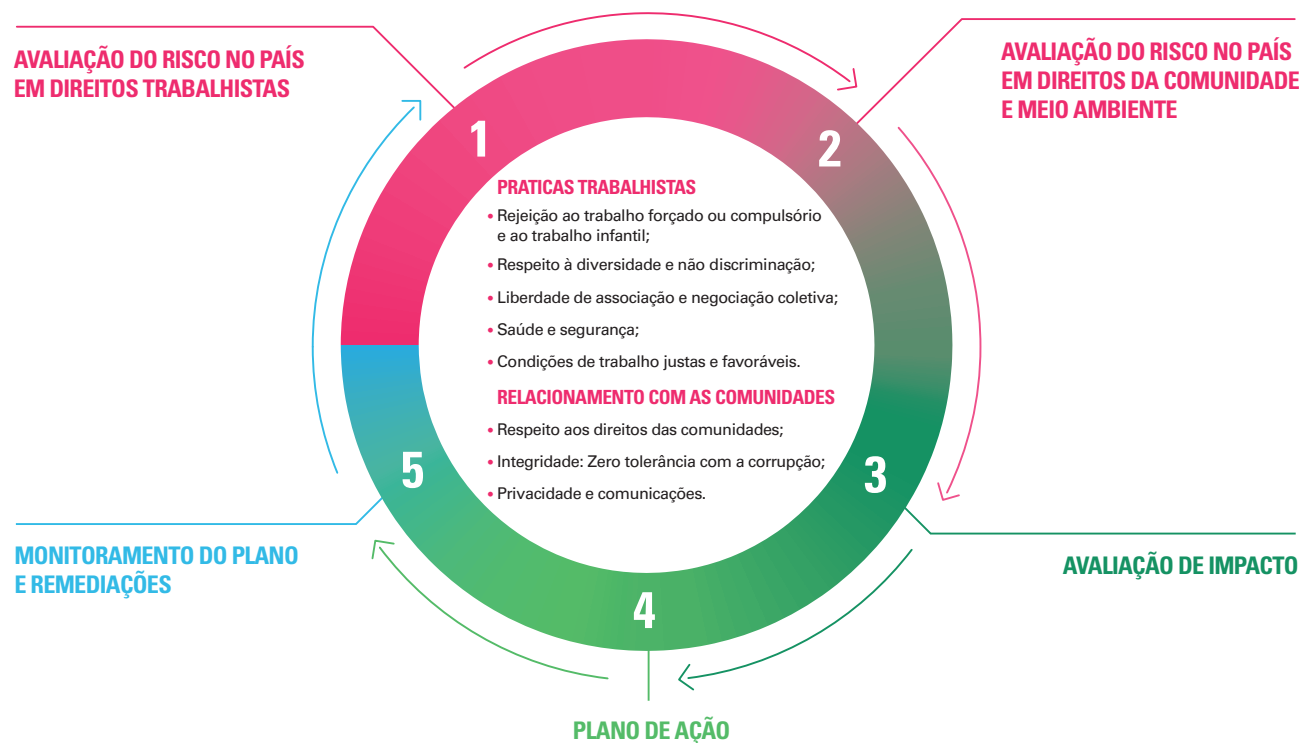 AVALIAÇÃO DO RISCO NO PAÍS
EM DIREITOS TRABALHISTAS
AVALIAÇÃO DO RISCO NO PAÍS
EM DIREITOS DA COMUNIDADE
E MEIO AMBIENTE
1
2
PRATICAS TRABALHISTAS
• Rejeição ao trabalho forçado ou compulsório
e ao trabalho infantil;
• Respeito à diversidade e não discriminação;
• Liberdade de associação e negociação coletiva;
• Saúde e segurança;
• Condições de trabalho justas e favoráveis.
RELACIONAMENTO COM AS COMUNIDADES
• Respeito aos direitos das comunidades;
• Integridade: Zero tolerância com a corrupção;
• Privacidade e comunicações.
5
3
MONITORAMENTO DO PLANO
E REMEDIAÇÕES
AVALIAÇÃO DE IMPACTO
4
PLANO DE AÇÃO